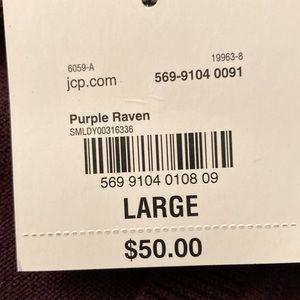 6059-A 19963-8
jcp.com 569-9104 0091
Purple Raven
SMLDY00316336
569 9104 0108 09
LARGE
$50.00